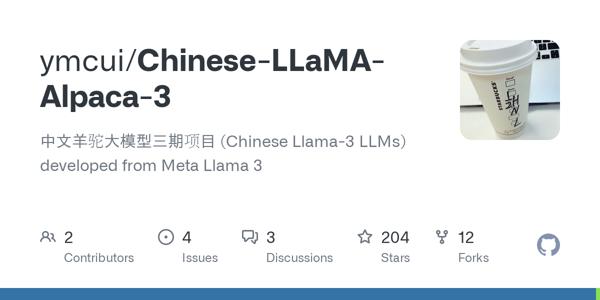 ymcui/Chinese-LLaMA-
Alpaca-3
中文羊驼大模型三期项目 (Chinese Llama-3 LLMs)
developed from Meta Llama 3
2
Contributors
4
Issues
3
Discussions
204
Stars
12
Forks